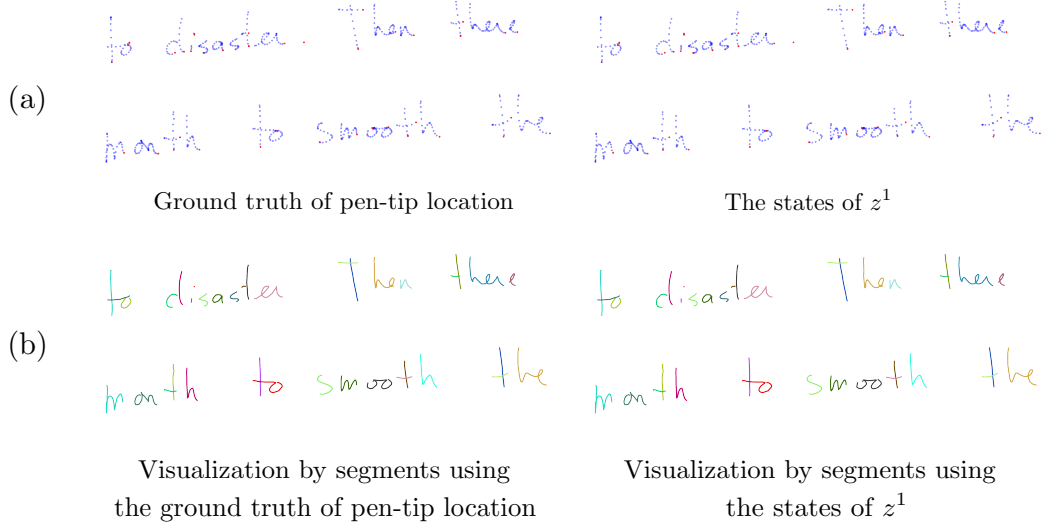 to disaster. Then there to disaster. Then there
(a)
month to smooth the month to smooth the
Ground truth of pen-tip location The states of z¹
to disaster Then there to disaster Then there
(b)
month to smooth the month to smooth the
Visualization by segments using Visualization by segments using
the ground truth of pen-tip location the states of z¹